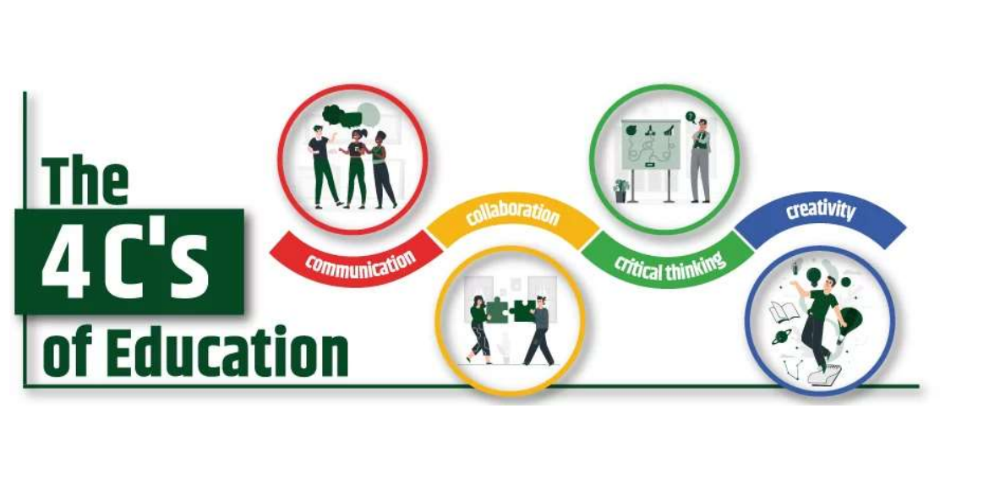 The
4C's
of Education
communication
collaboration
critical thinking
creativity
?